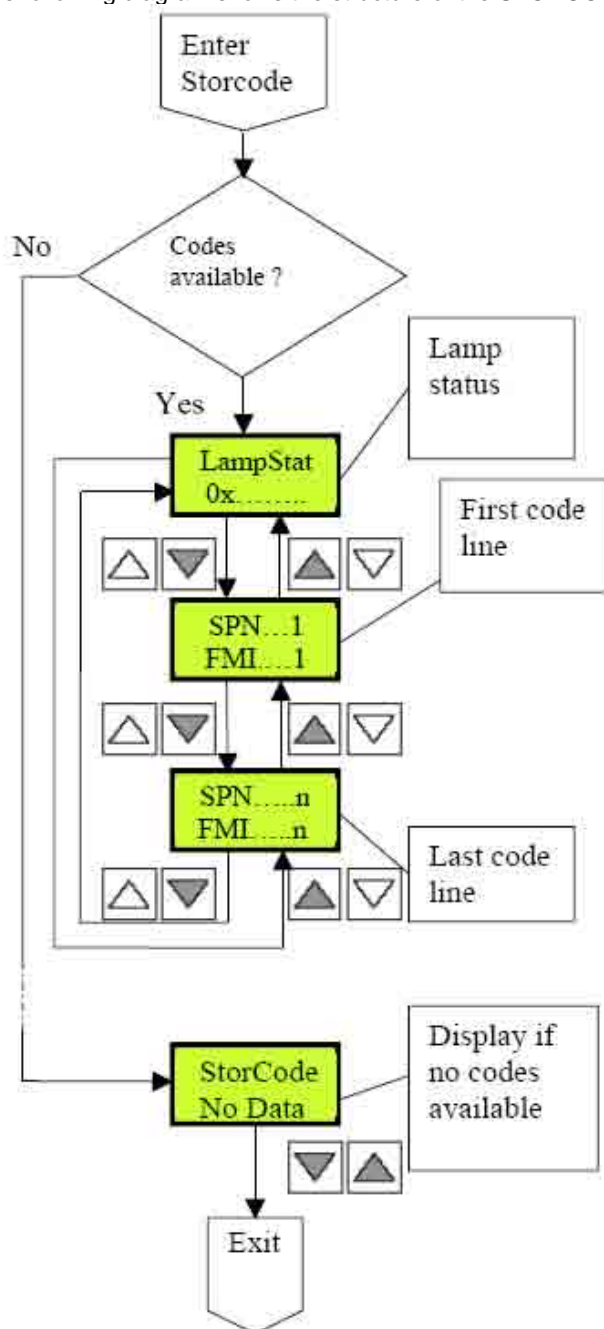 Enter
Storcode
No
Codes
available ?
Lamp
status
Yes
LampStat
0x.........
First code
line
SPN....1
FMI.....1
SPN......n
FMI......n
Last code
line
Display if
no codes
available
StorCode
No Data
Exit